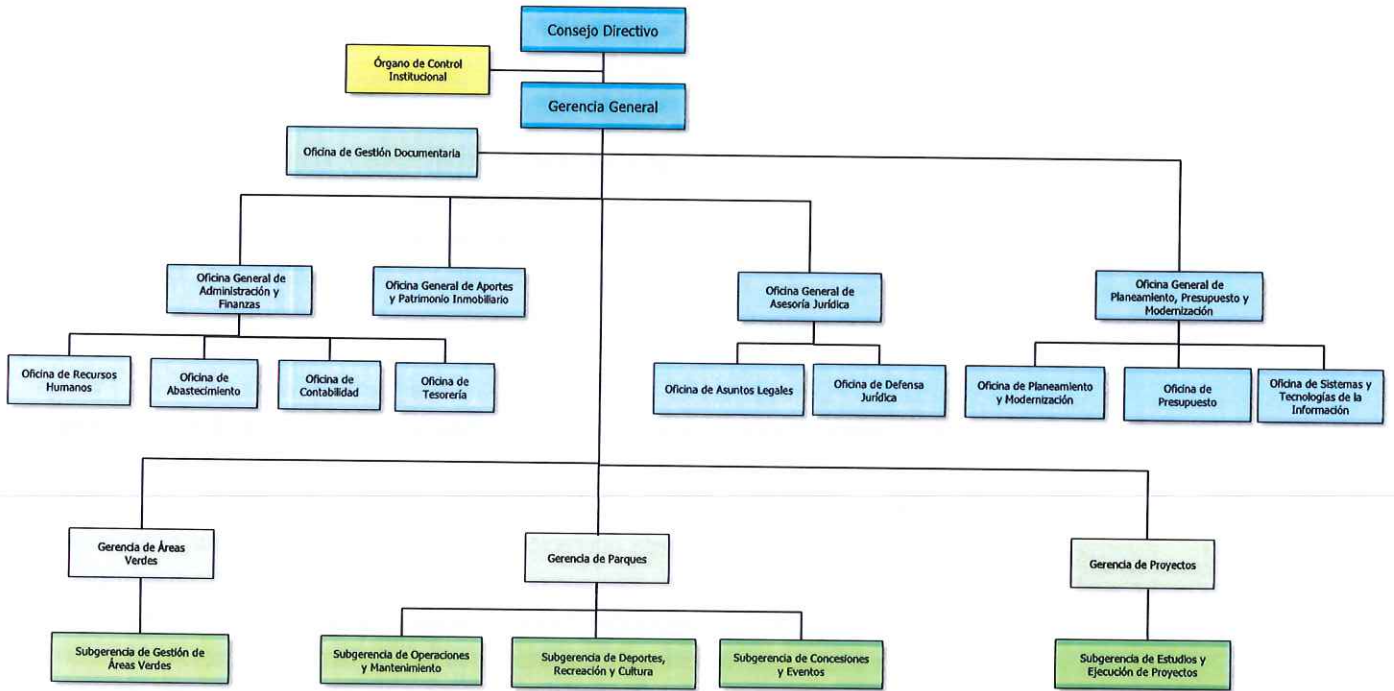 Consejo Directivo
Órgano de Control
Institucional
Gerencia General
Oficina de Gestión Documentaria
Oficina General de
Administración y
Finanzas
Oficina General de Aportes
y Patrimonio Inmobiliario
Oficina General de
Asesoría Jurídica
Oficina General de
Planeamiento, Presupuesto y
Modernización
Oficina de Recursos
Humanos
Oficina de
Abastecimiento
Oficina de
Contabilidad
Oficina de
Tesorería
Oficina de Asuntos Legales
Oficina de Defensa
Jurídica
Oficina de Planeamiento
y Modernización
Oficina de
Presupuesto
Oficina de Sistemas y
Tecnologías de la
Información
Gerencia de Áreas
Verdes
Gerencia de Parques
Gerencia de Proyectos
Subgerencia de Gestión de
Áreas Verdes
Subgerencia de Operaciones
y Mantenimiento
Subgerencia de Deportes,
Recreación y Cultura
Subgerencia de Concesiones
y Eventos
Subgerencia de Estudios y
Ejecución de Proyectos